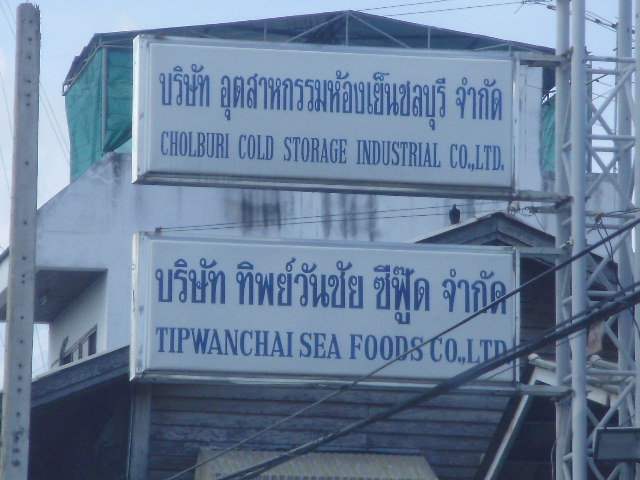 บริษัท อุตสาหกรรมห้องเย็นชลบุรี จำกัด
CHOLBURI COLD STORAGE INDUSTRIAL CO.,LTD.
บริษัท ทิพย์วันชัย ซีฟู๊ด จำกัด
TIPWANCHAI SEA FOODS CO.,LTD.